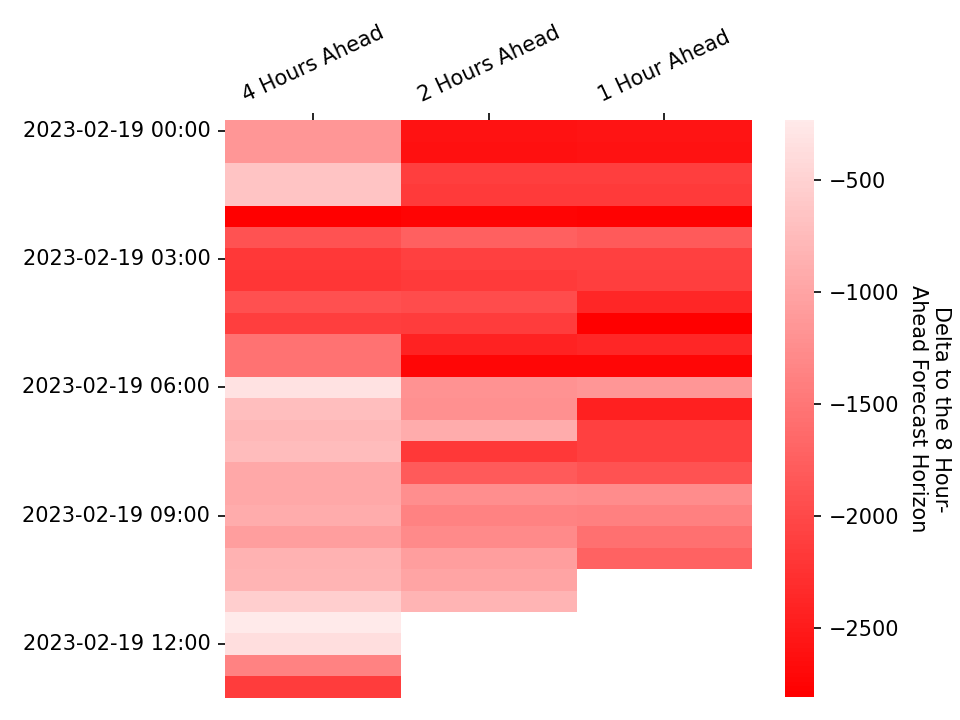 4 Hours Ahead
2 Hours Ahead
1 Hour Ahead
2023-02-19 00:00
2023-02-19 03:00
2023-02-19 06:00
2023-02-19 09:00
2023-02-19 12:00
−500
−1000
−1500
−2000
−2500
Delta to the 8 Hour-
Ahead Forecast Horizon